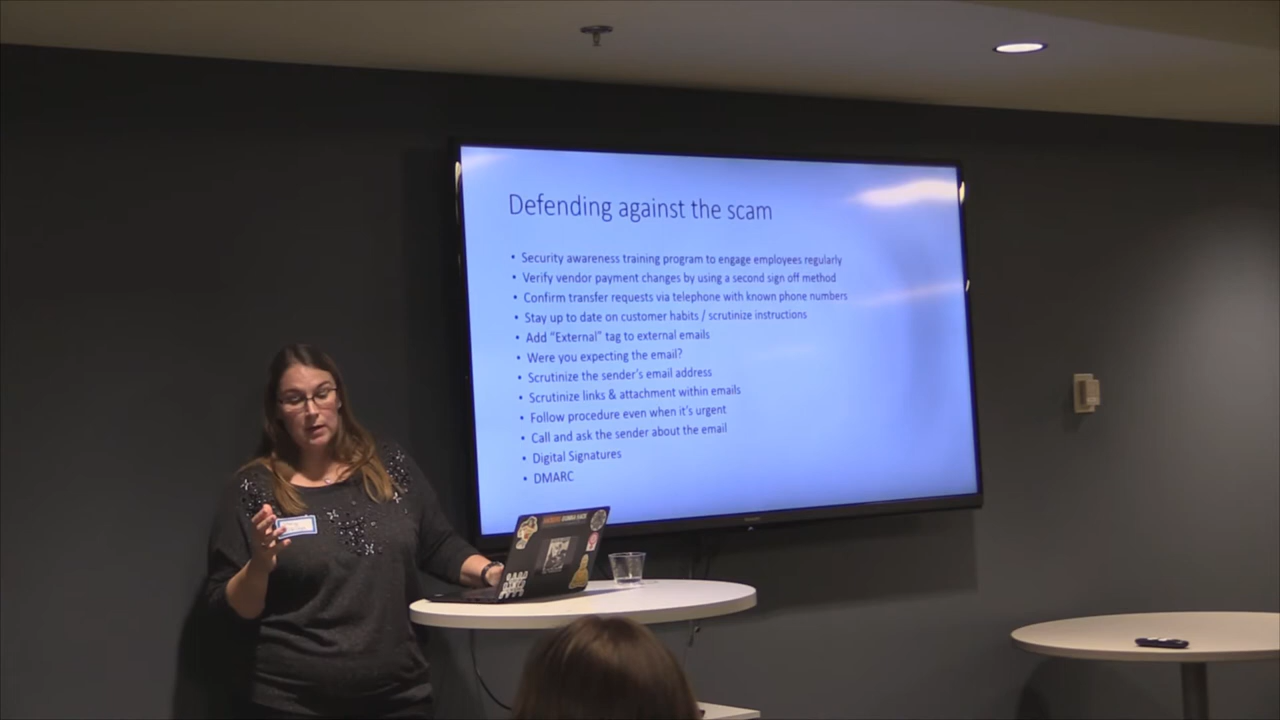 Defending against the scam
• Security awareness training program to engage employees regularly
• Verify vendor payment changes by using a second sign off method
• Confirm transfer requests via telephone with known phone numbers
• Stay up to date on customer habits / scrutinize instructions
• Add “External” tag to external emails
• Were you expecting the email?
• Scrutinize the sender’s email address
• Scrutinize links & attachment within emails
• Follow procedure even when it’s urgent
• Call and ask the sender about the email
• Digital Signatures
• DMARC